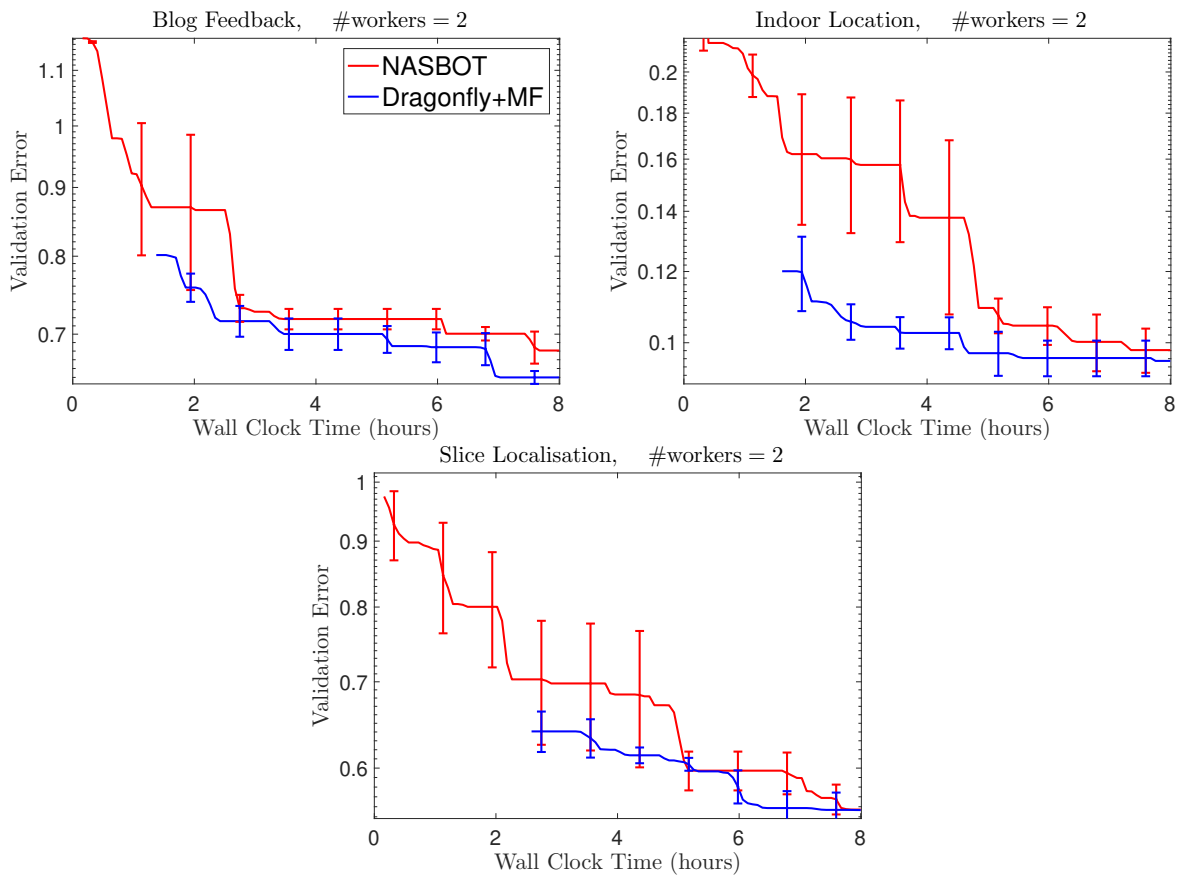 Blog Feedback, #workers = 2
Validation Error
1.1
1
0.9
0.8
0.7
NASBOT
Dragonfly+MF
0 2 4 6 8
Wall Clock Time (hours)
Indoor Location, #workers = 2
Validation Error
0.2
0.18
0.16
0.14
0.12
0.1
0 2 4 6 8
Wall Clock Time (hours)
Slice Localisation, #workers = 2
Validation Error
1
0.9
0.8
0.7
0.6
0 2 4 6 8
Wall Clock Time (hours)